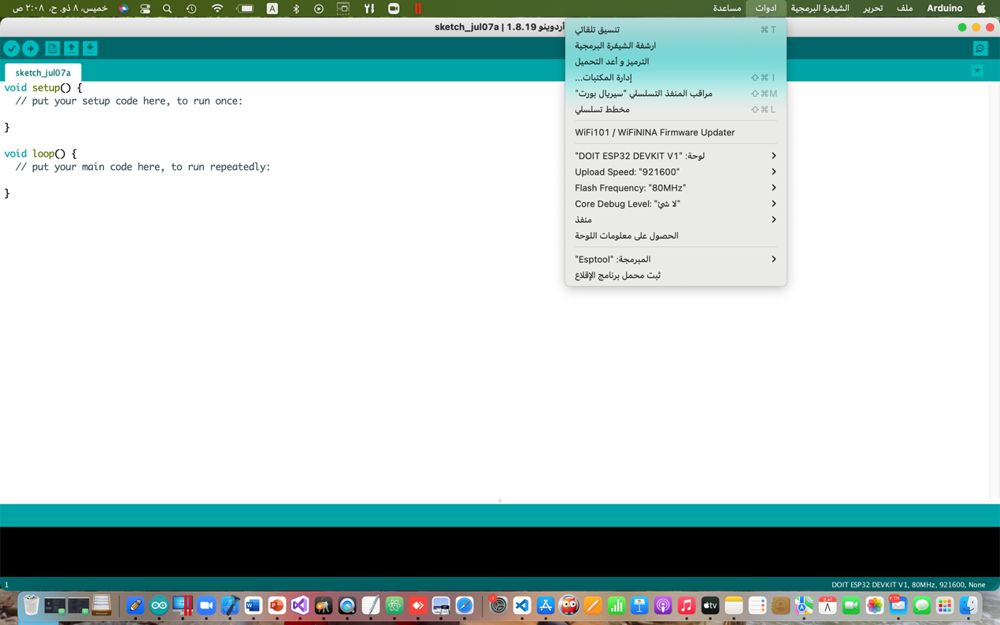 Arduino ملف تحرير الشيفرة البرمجية ادوات مساعدة
خميس، ٨ ذو. ح، ٢:٠٨ ص
A
sketch_jul07a | أردوينو 1.8.19
sketch_jul07a
void setup() {
// put your setup code here, to run once:
}
void loop() {
// put your main code here, to run repeatedly:
}
تنسيق تلقائي ⌘ T
ارشفة الشيفرة البرمجية
الترميز و أعد التحميل
إدارة المكتبات... ⇧⌘ I
مراقب المنفذ التسلسلي "سيريال بورت" ⇧⌘M
مخطط تسلسلي ⇧⌘ L
WiFi101 / WiFiNINA Firmware Updater
لوحة: "DOIT ESP32 DEVKIT V1"
Upload Speed: "921600"
Flash Frequency: "80MHz"
Core Debug Level: "لا شئ"
منفذ
الحصول على معلومات اللوحة
المبرمجة: "Esptool"
ثبت محمل برنامج الإقلاع
1
DOIT ESP32 DEVKIT V1, 80MHz, 921600, None